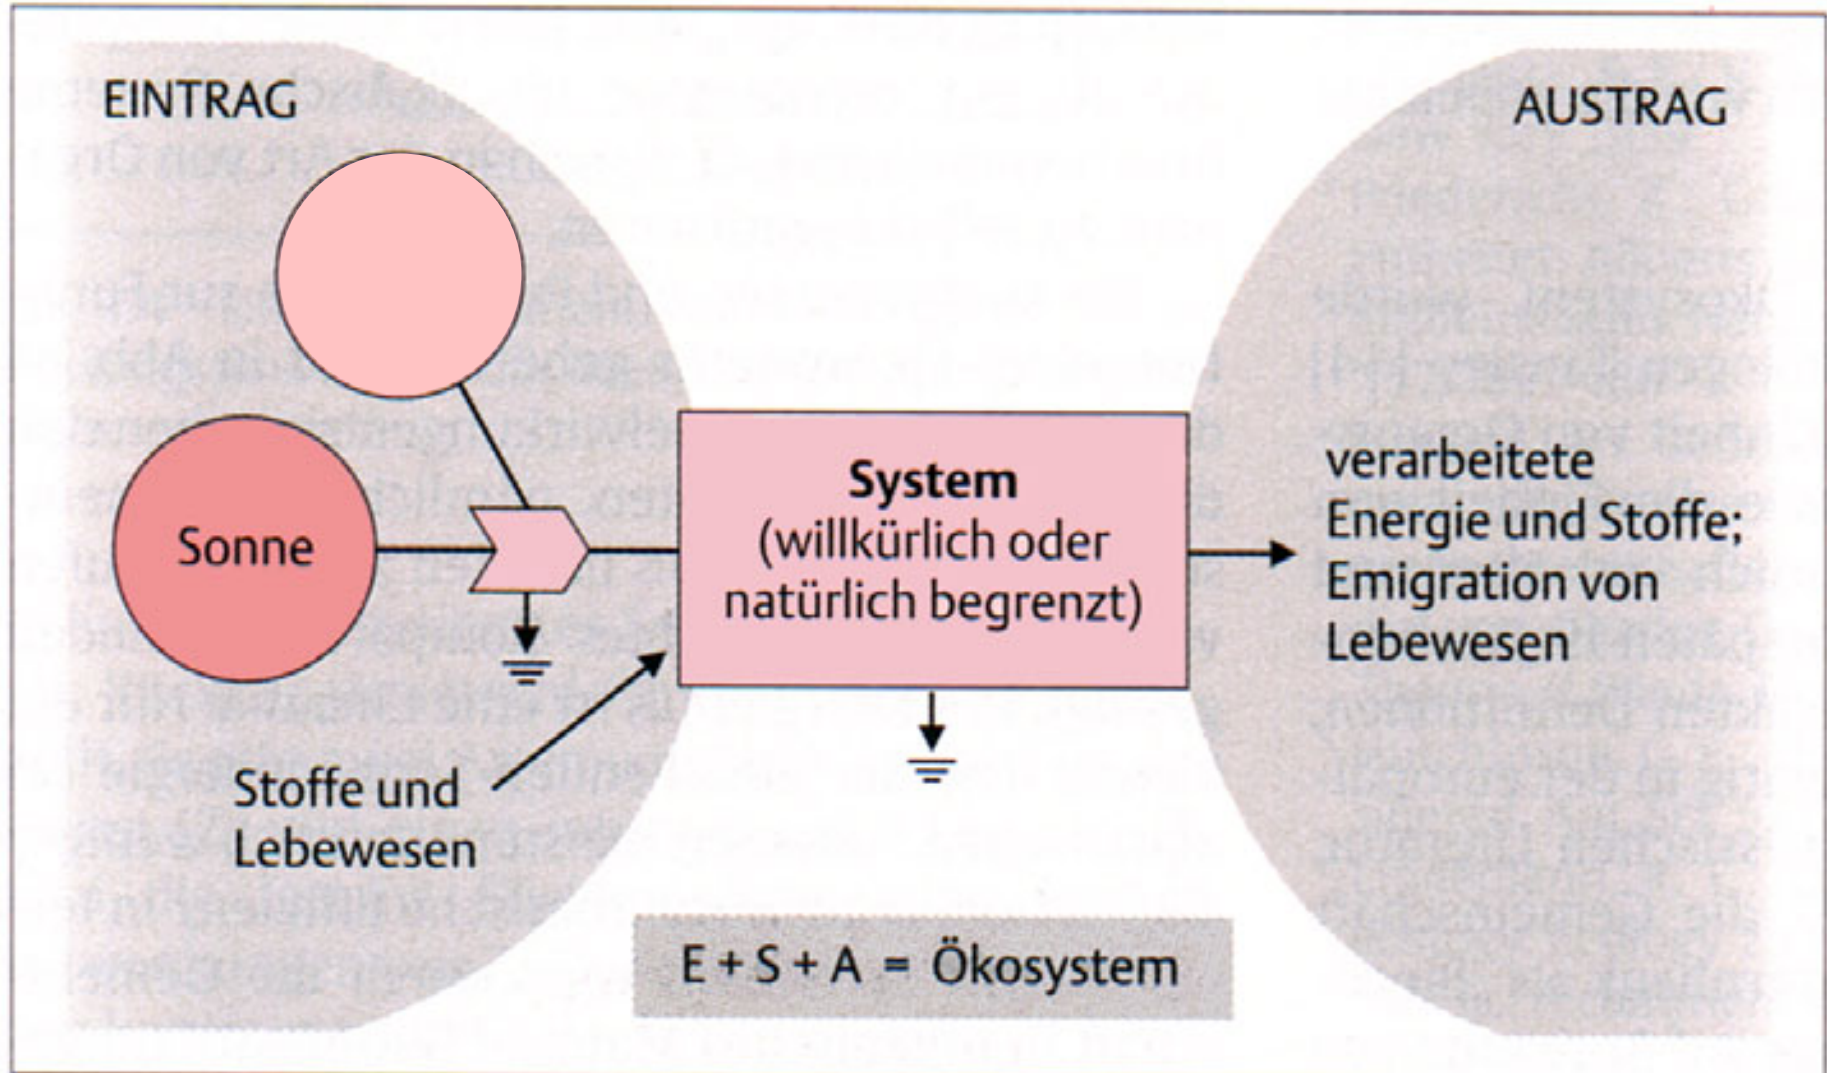 EINTRAG
AUSTRAG
Sonne
System
(willkürlich oder
natürlich begrenzt)
verarbeitete
Energie und Stoffe;
Emigration von
Lebewesen
Stoffe und
Lebewesen
E + S + A = Ökosystem